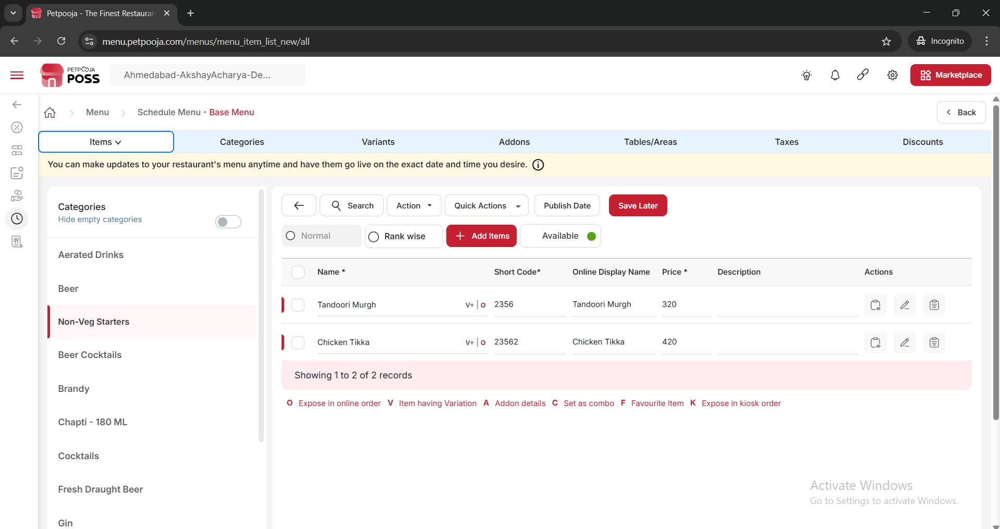 Petpooja - The Finest Restauran
menu.petpooja.com/menus/menu_item_list_new/all
Incognito
PETPOOJA
POSS
Ahmedabad-AkshayAcharya-De...
Marketplace
Menu
Schedule Menu - Base Menu
Back
Items
Categories
Variants
Addons
Tables/Areas
Taxes
Discounts
You can make updates to your restaurant's menu anytime and have them go live on the exact date and time you desire.
Categories
Hide empty categories
Aerated Drinks
Beer
Non-Veg Starters
Beer Cocktails
Brandy
Chapti - 180 ML
Cocktails
Fresh Draught Beer
Gin
Search
Action
Quick Actions
Publish Date
Save Later
Normal
Rank wise
Add Items
Available
Name * Short Code* Online Display Name Price * Description Actions
Tandoori Murgh V+ | O 2356 Tandoori Murgh 320
Chicken Tikka V+ | O 23562 Chicken Tikka 420
Showing 1 to 2 of 2 records
O Expose in online order V Item having Variation A Addon details C Set as combo F Favourite Item K Expose in kiosk order
Activate Windows
Go to Settings to activate Windows.